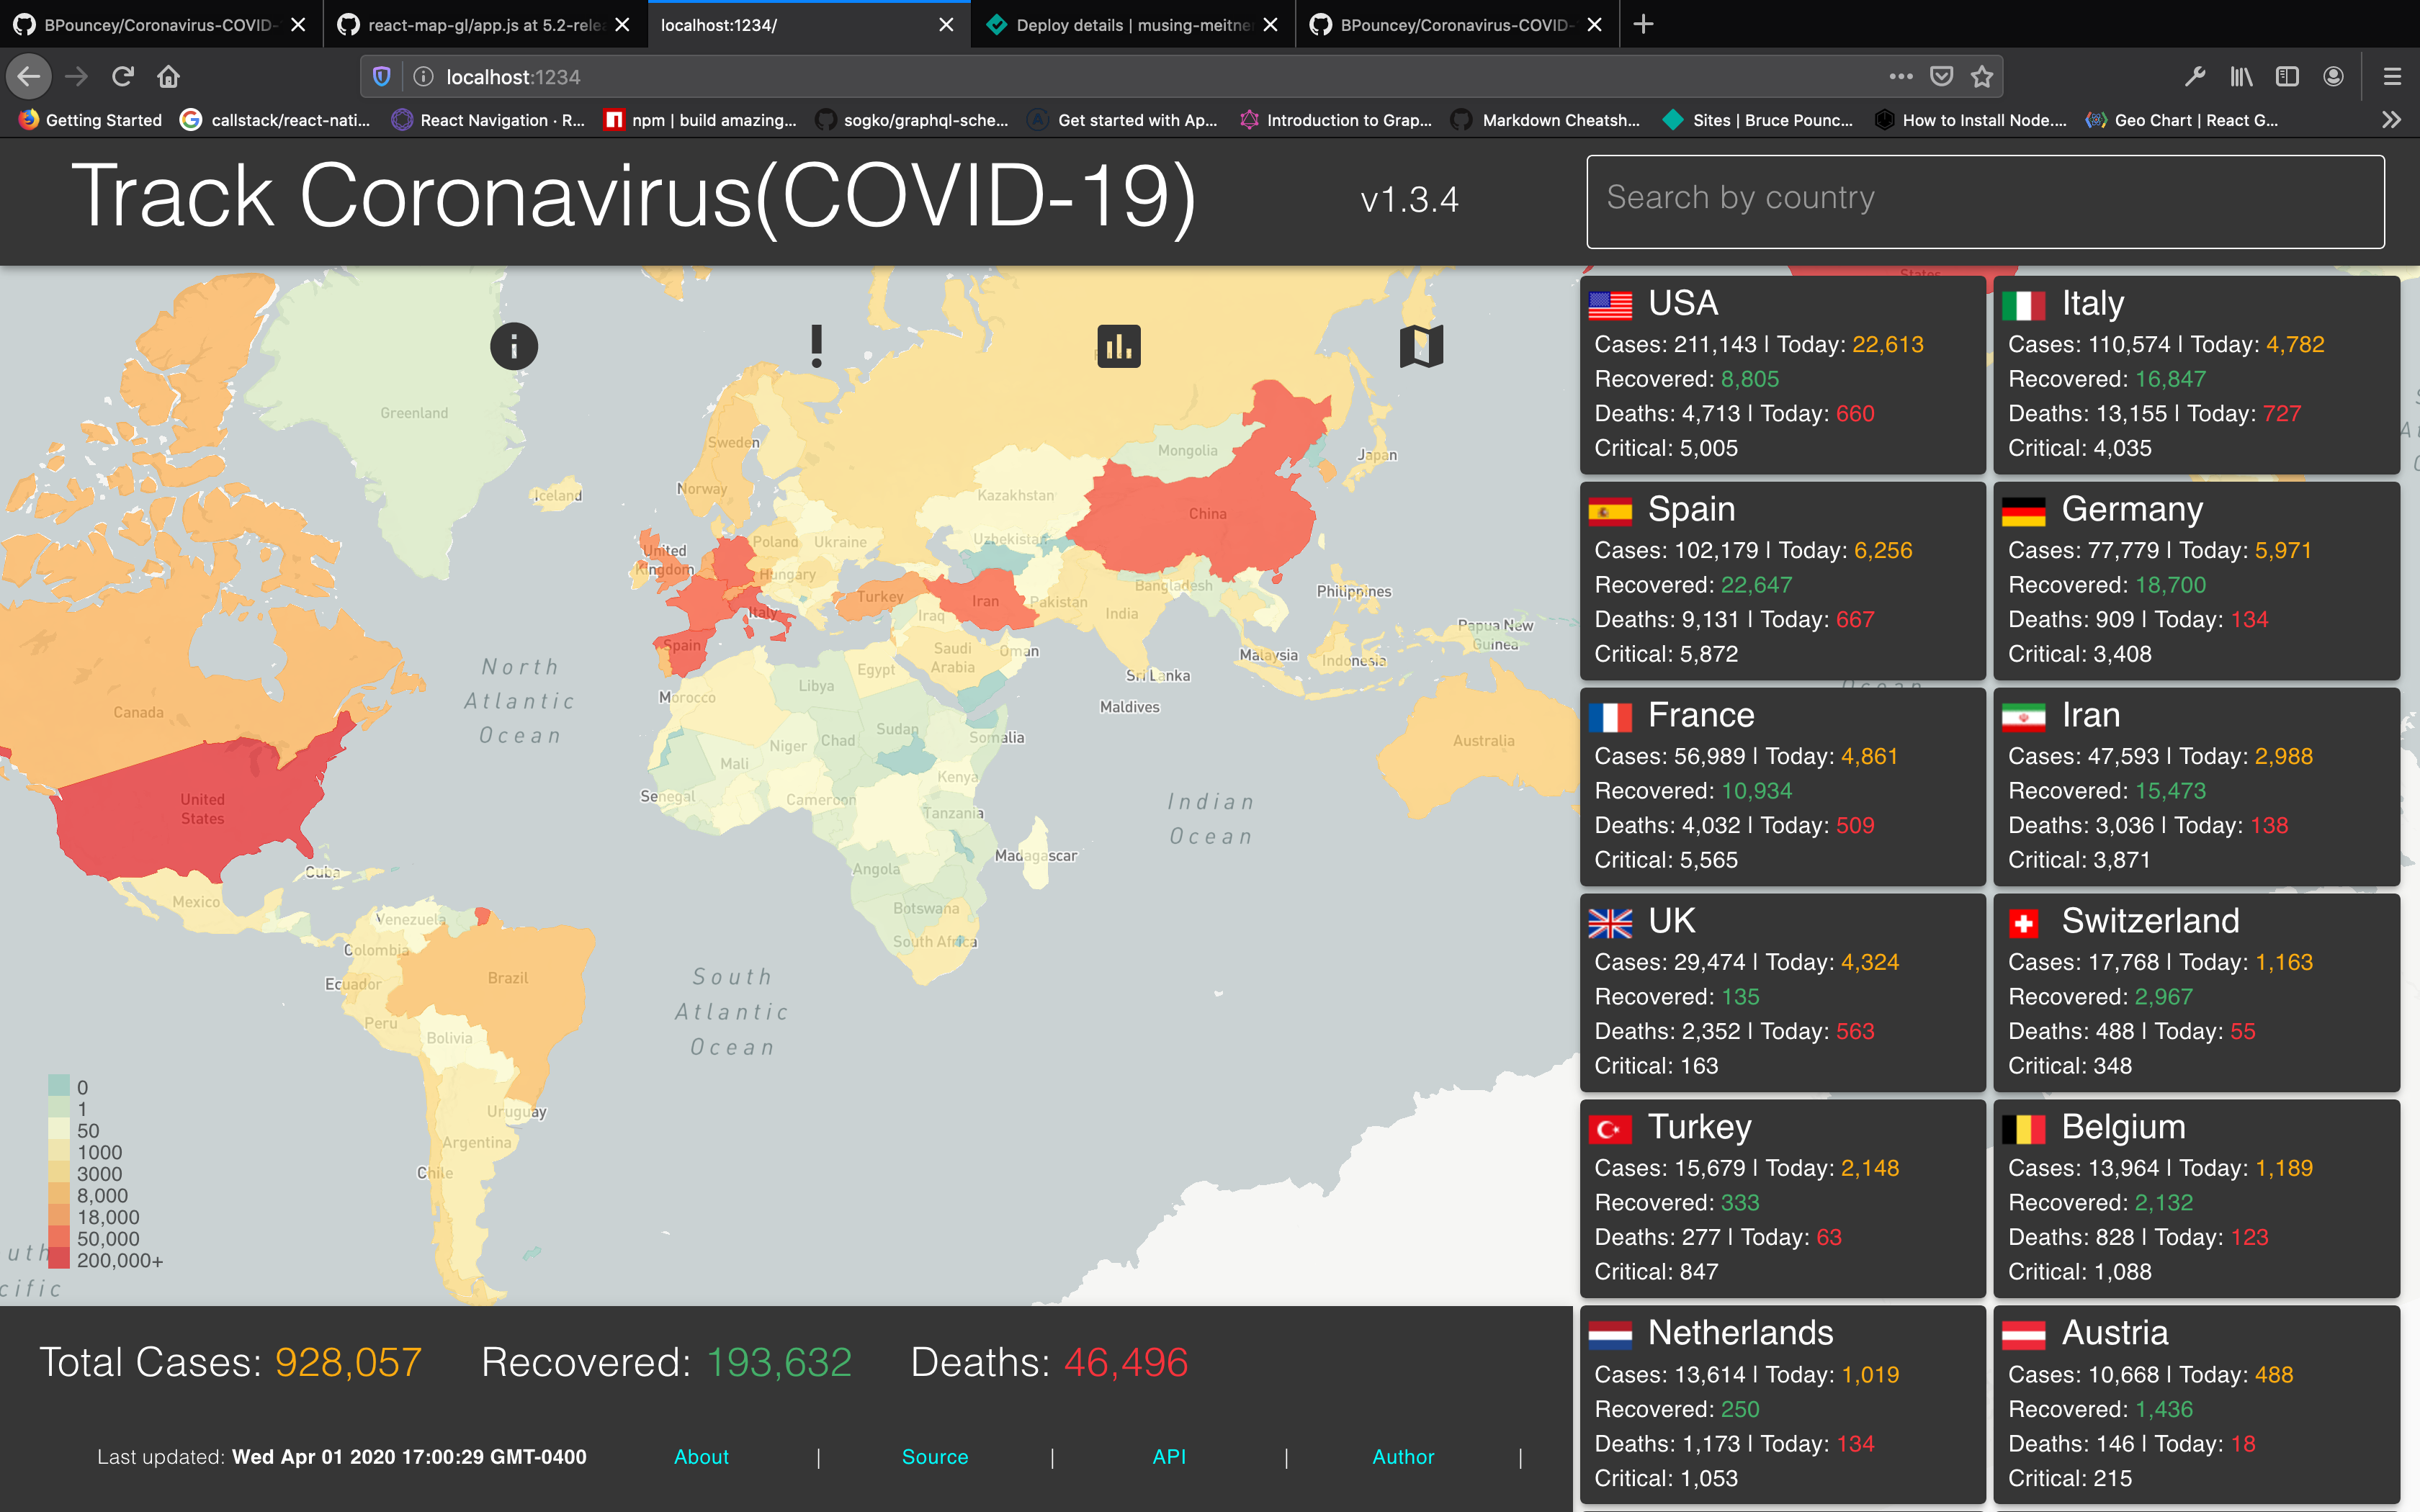 BPouncey/Coronavirus-COVID-
react-map-gl/app.js at 5.2-rele
localhost:1234/
Deploy details | musing-meitne
BPouncey/Coronavirus-COVID-
localhost:1234
Getting Started
callstack/react-nati...
React Navigation · R...
npm | build amazing...
sogko/graphql-sche...
Get started with Ap...
Introduction to Grap...
Markdown Cheatsh...
Sites | Bruce Pounc...
How to Install Node....
Geo Chart | React G...
Track Coronavirus(COVID-19)
v1.3.4
Search by country
Greenland
Iceland
Sweden
Norway
United
Kingdom
Poland
Ukraine
Hungary
Italy
Spain
Turkey
Kazakhstan
Uzbekistan
Mongolia
China
Japan
Iran
Iraq
Pakistan
India
Bangladesh
Philippines
Saudi
Arabia
Oman
Egypt
Libya
Morocco
Malaysia
Indonesia
Papua New
Guinea
Sri Lanka
Maldives
Niger
Chad
Sudan
Somalia
Mali
Senegal
Cameroon
Kenya
Tanzania
Angola
Madagascar
Botswana
South Africa
Australia
Canada
United
States
Cuba
Mexico
Venezuela
Colombia
Ecuador
Brazil
Peru
Bolivia
Uruguay
Argentina
Chile
North
Atlantic
Ocean
Indian
Ocean
South
Atlantic
Ocean
uth
cific
States
Ocean
0
1
50
1000
3000
8,000
18,000
50,000
200,000+
USA
Cases: 211,143 | Today: 22,613
Recovered: 8,805
Deaths: 4,713 | Today: 660
Critical: 5,005
Italy
Cases: 110,574 | Today: 4,782
Recovered: 16,847
Deaths: 13,155 | Today: 727
Critical: 4,035
Spain
Cases: 102,179 | Today: 6,256
Recovered: 22,647
Deaths: 9,131 | Today: 667
Critical: 5,872
Germany
Cases: 77,779 | Today: 5,971
Recovered: 18,700
Deaths: 909 | Today: 134
Critical: 3,408
France
Cases: 56,989 | Today: 4,861
Recovered: 10,934
Deaths: 4,032 | Today: 509
Critical: 5,565
Iran
Cases: 47,593 | Today: 2,988
Recovered: 15,473
Deaths: 3,036 | Today: 138
Critical: 3,871
UK
Cases: 29,474 | Today: 4,324
Recovered: 135
Deaths: 2,352 | Today: 563
Critical: 163
Switzerland
Cases: 17,768 | Today: 1,163
Recovered: 2,967
Deaths: 488 | Today: 55
Critical: 348
Turkey
Cases: 15,679 | Today: 2,148
Recovered: 333
Deaths: 277 | Today: 63
Critical: 847
Belgium
Cases: 13,964 | Today: 1,189
Recovered: 2,132
Deaths: 828 | Today: 123
Critical: 1,088
Netherlands
Cases: 13,614 | Today: 1,019
Recovered: 250
Deaths: 1,173 | Today: 134
Critical: 1,053
Austria
Cases: 10,668 | Today: 488
Recovered: 1,436
Deaths: 146 | Today: 18
Critical: 215
Total Cases: 928,057 Recovered: 193,632 Deaths: 46,496
Last updated: Wed Apr 01 2020 17:00:29 GMT-0400 About | Source | API | Author |